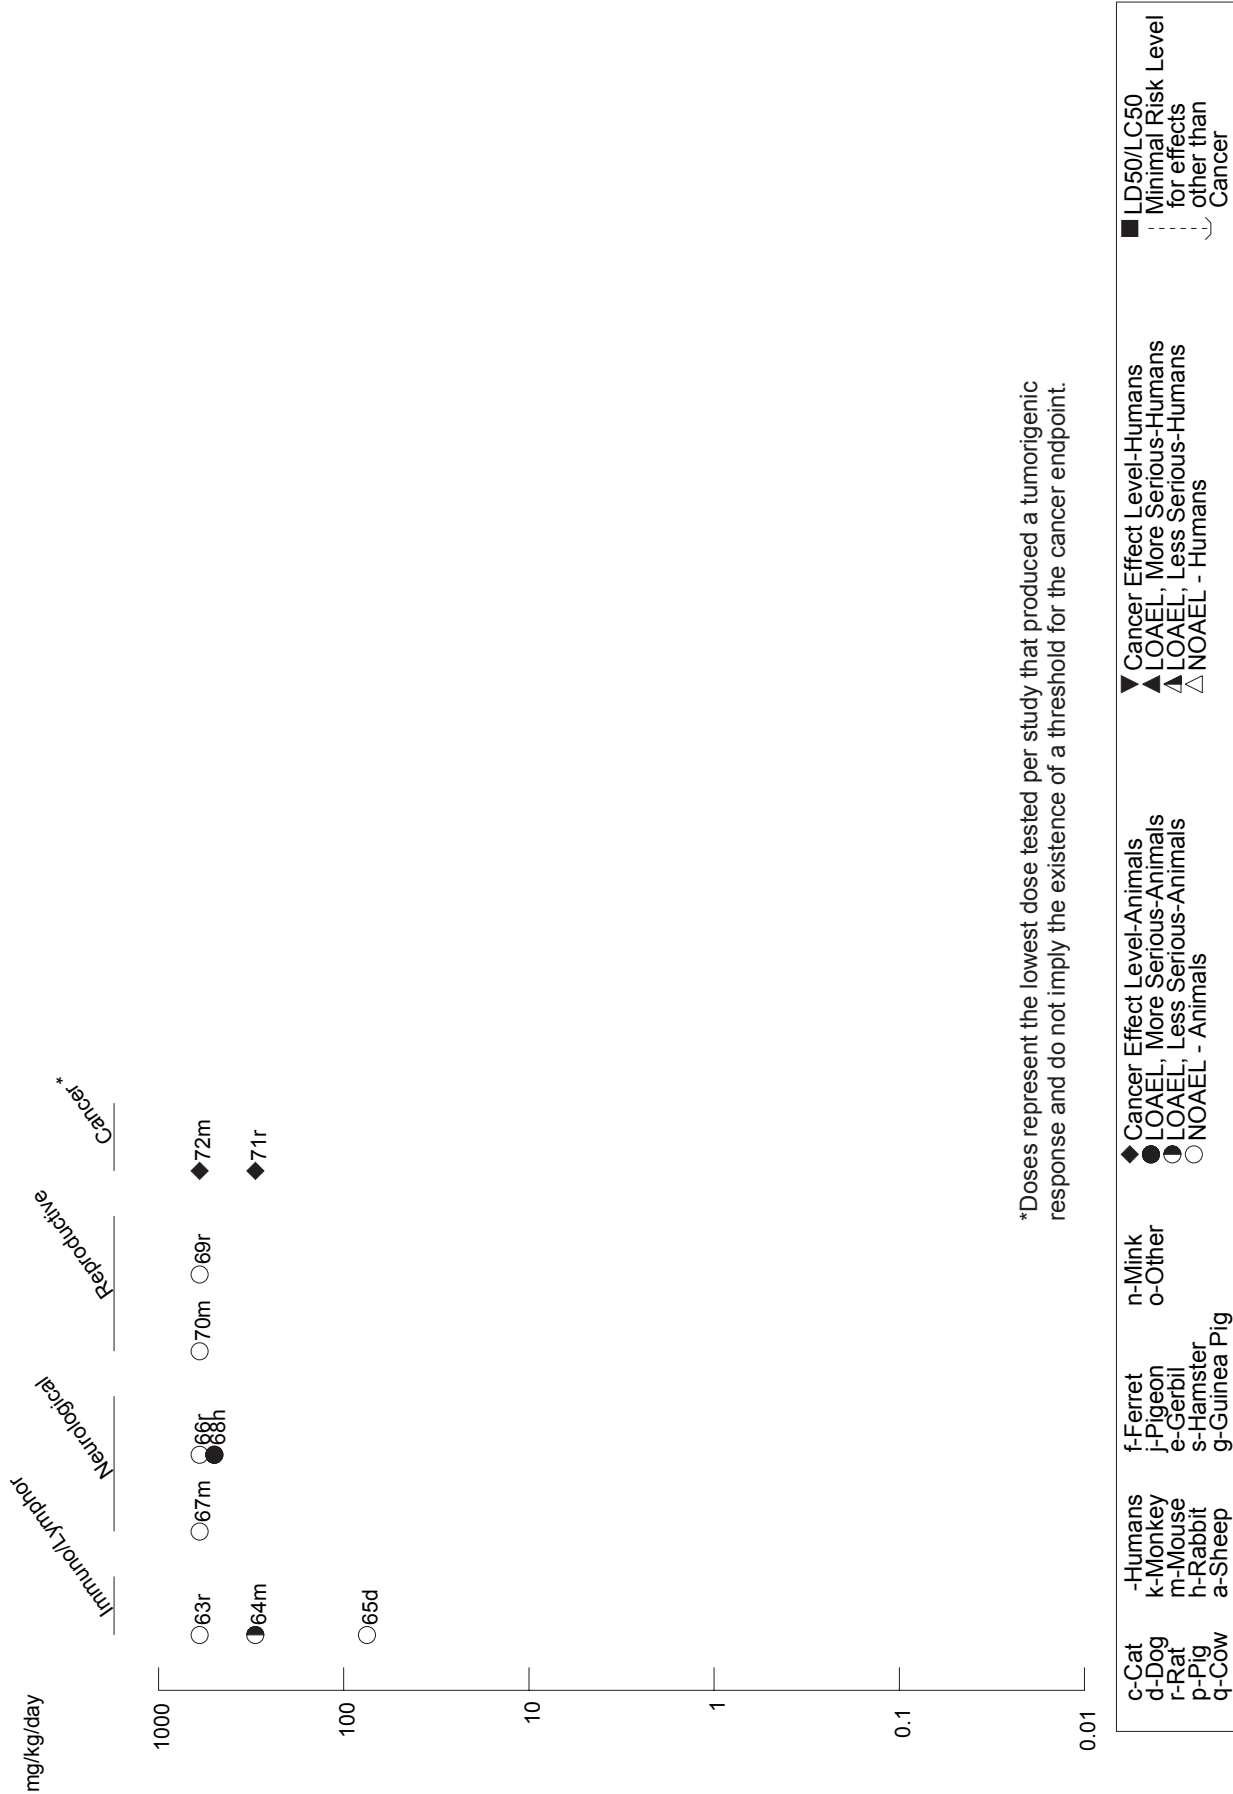 mg/kg/day
Immuno/Lymphor
Neurological
Reproductive
Cancer *
1000
100
10
1
0.1
0.01
63r
64m
65d
67m
66r
68h
70m
69r
72m
71r
*Doses represent the lowest dose tested per study that produced a tumorigenic
response and do not imply the existence of a threshold for the cancer endpoint.
c-Cat
d-Dog
r-Rat
p-Pig
q-Cow
-Humans
k-Monkey
m-Mouse
h-Rabbit
a-Sheep
f-Ferret
j-Pigeon
e-Gerbil
s-Hamster
g-Guinea Pig
n-Mink
o-Other
Cancer Effect Level-Animals
LOAEL, More Serious-Animals
LOAEL, Less Serious-Animals
NOAEL - Animals
Cancer Effect Level-Humans
LOAEL, More Serious-Humans
LOAEL, Less Serious-Humans
NOAEL - Humans
LD50/LC50
Minimal Risk Level
for effects
other than
Cancer